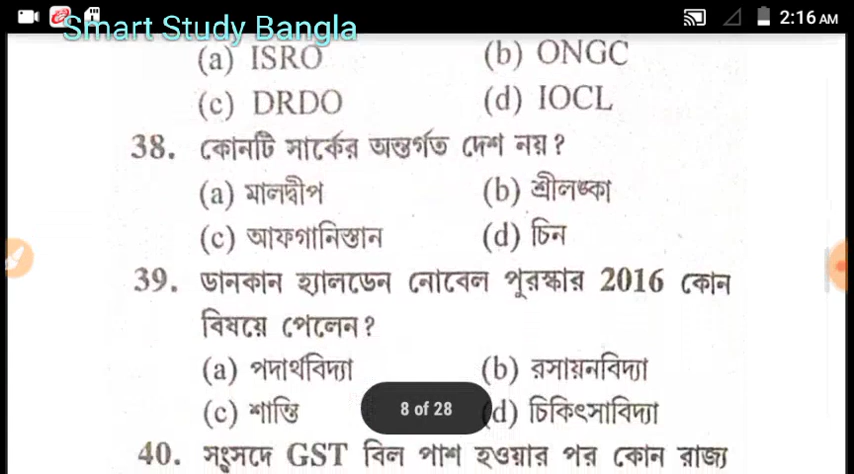 Smart Study Bangla
2:16 AM
(a) ISRO (b) ONGC
(c) DRDO (d) IOCL
38. কোনটি সার্কের অন্তর্গত দেশ নয়?
(a) মালদ্বীপ (b) শ্রীলঙ্কা
(c) আফগানিস্তান (d) চিন
39. ডানকান হ্যালডেন নোবেল পুরস্কার 2016 কোন
বিষয়ে পেলেন?
(a) পদার্থবিদ্যা (b) রসায়নবিদ্যা
(c) শান্তি 8 of 28 (d) চিকিৎসাবিদ্যা
40. সংসদে GST বিল পাশ হওয়ার পর কোন রাজ্য